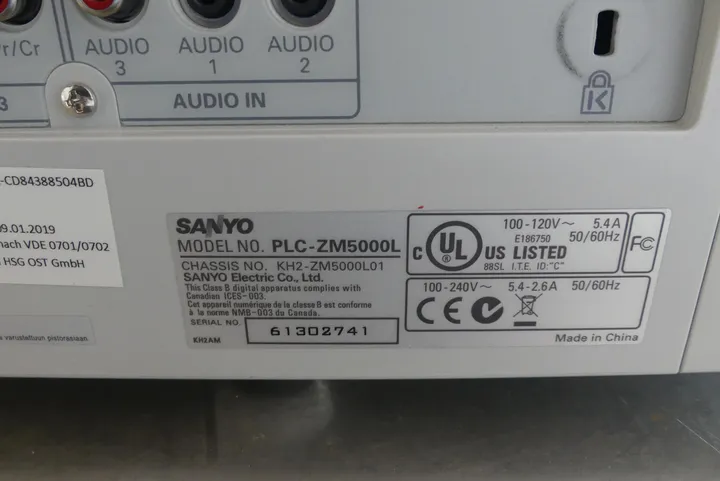 r/Cr
AUDIO 3
AUDIO 1
AUDIO 2
3
AUDIO IN
-CD84388504BD
9.01.2019
nach VDE 0701/0702
HSG OST GmbH
a varustettuun pistorasiaan.
SANYO
MODEL NO. PLC-ZM5000L
CHASSIS NO. KH2-ZM5000L01
SANYO Electric Co., Ltd.
This Class B digital apparatus complies with
Canadian ICES-003.
Cet appareil numérique de la classe B est conforme
à la norme NMB-003 du Canada.
SERIAL NO. 61302741
KH2AM
100-120V~ 5.4A
E186750 50/60Hz
C UL US LISTED
88SL I.T.E. ID:"C"
FC
100-240V~ 5.4-2.6A 50/60Hz
CE
Made in China